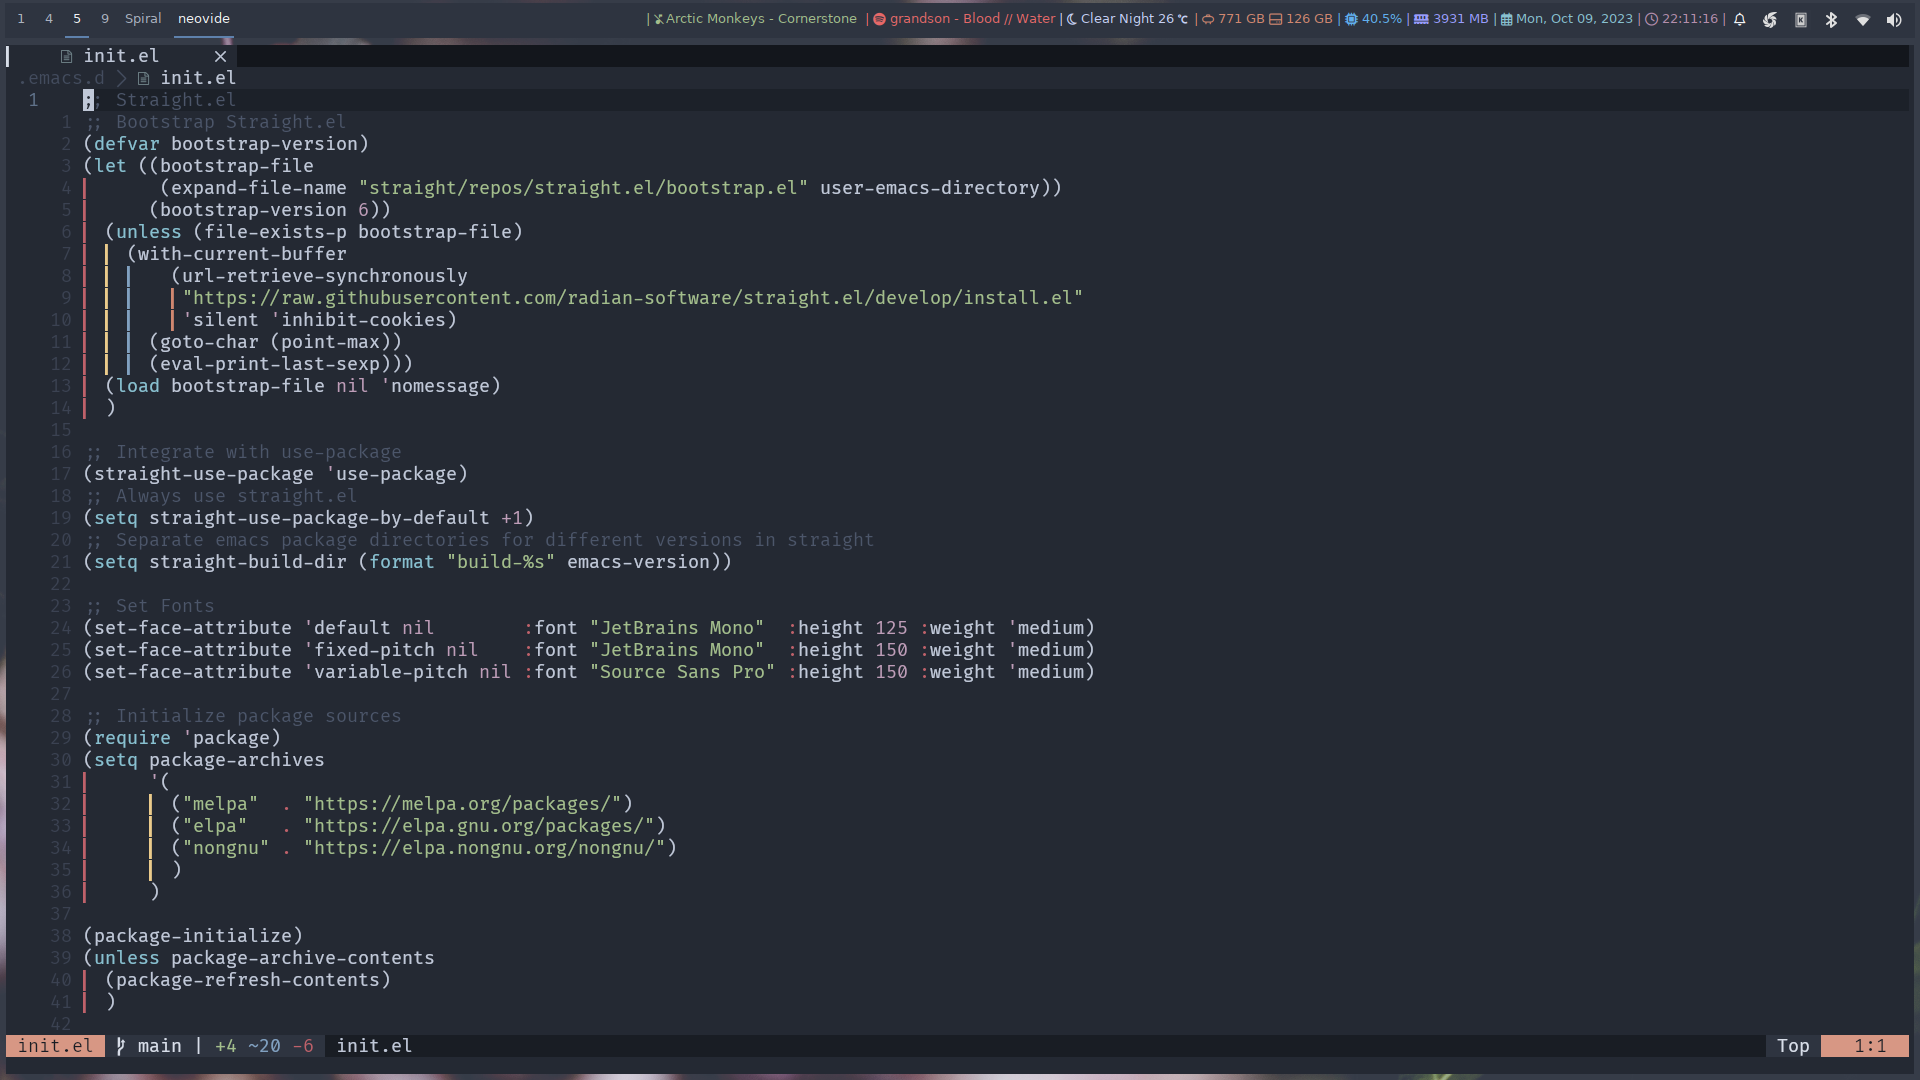 1 4 5 9 Spiral neovide | Arctic Monkeys - Cornerstone | grandson - Blood // Water | Clear Night 26 ℃ | 771 GB 126 GB | 40.5% | 3931 MB | Mon, Oct 09, 2023 | 22:11:16 |
init.el
.emacs.d > init.el
1 ;; Straight.el
1 ;; Bootstrap Straight.el
2 (defvar bootstrap-version)
3 (let ((bootstrap-file
4 (expand-file-name "straight/repos/straight.el/bootstrap.el" user-emacs-directory))
5 (bootstrap-version 6))
6 (unless (file-exists-p bootstrap-file)
7 (with-current-buffer
8 (url-retrieve-synchronously
9 "https://raw.githubusercontent.com/radian-software/straight.el/develop/install.el"
10 'silent 'inhibit-cookies)
11 (goto-char (point-max))
12 (eval-print-last-sexp)))
13 (load bootstrap-file nil 'nomessage)
14 )
15
16 ;; Integrate with use-package
17 (straight-use-package 'use-package)
18 ;; Always use straight.el
19 (setq straight-use-package-by-default +1)
20 ;; Separate emacs package directories for different versions in straight
21 (setq straight-build-dir (format "build-%s" emacs-version))
22
23 ;; Set Fonts
24 (set-face-attribute 'default nil :font "JetBrains Mono" :height 125 :weight 'medium)
25 (set-face-attribute 'fixed-pitch nil :font "JetBrains Mono" :height 150 :weight 'medium)
26 (set-face-attribute 'variable-pitch nil :font "Source Sans Pro" :height 150 :weight 'medium)
27
28 ;; Initialize package sources
29 (require 'package)
30 (setq package-archives
31 '(
32 ("melpa" . "https://melpa.org/packages/")
33 ("elpa" . "https://elpa.gnu.org/packages/")
34 ("nongnu" . "https://elpa.nongnu.org/nongnu/")
35 )
36 )
37
38 (package-initialize)
39 (unless package-archive-contents
40 (package-refresh-contents)
41 )
42
init.el main | +4 ~20 -6 init.el Top 1:1